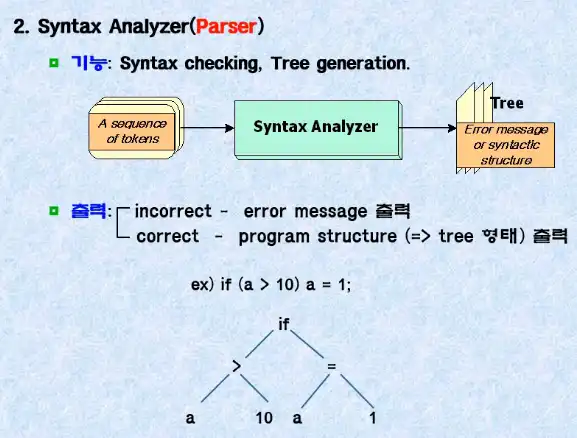 2. Syntax Analyzer(Parser)
기능: Syntax checking, Tree generation.
A sequence
of tokens
Syntax Analyzer
Tree
Error message
or syntactic
structure
출력: incorrect - error message 출력
correct - program structure (=> tree 형태) 출력
ex) if (a > 10) a = 1;
if
> =
a 10 a 1